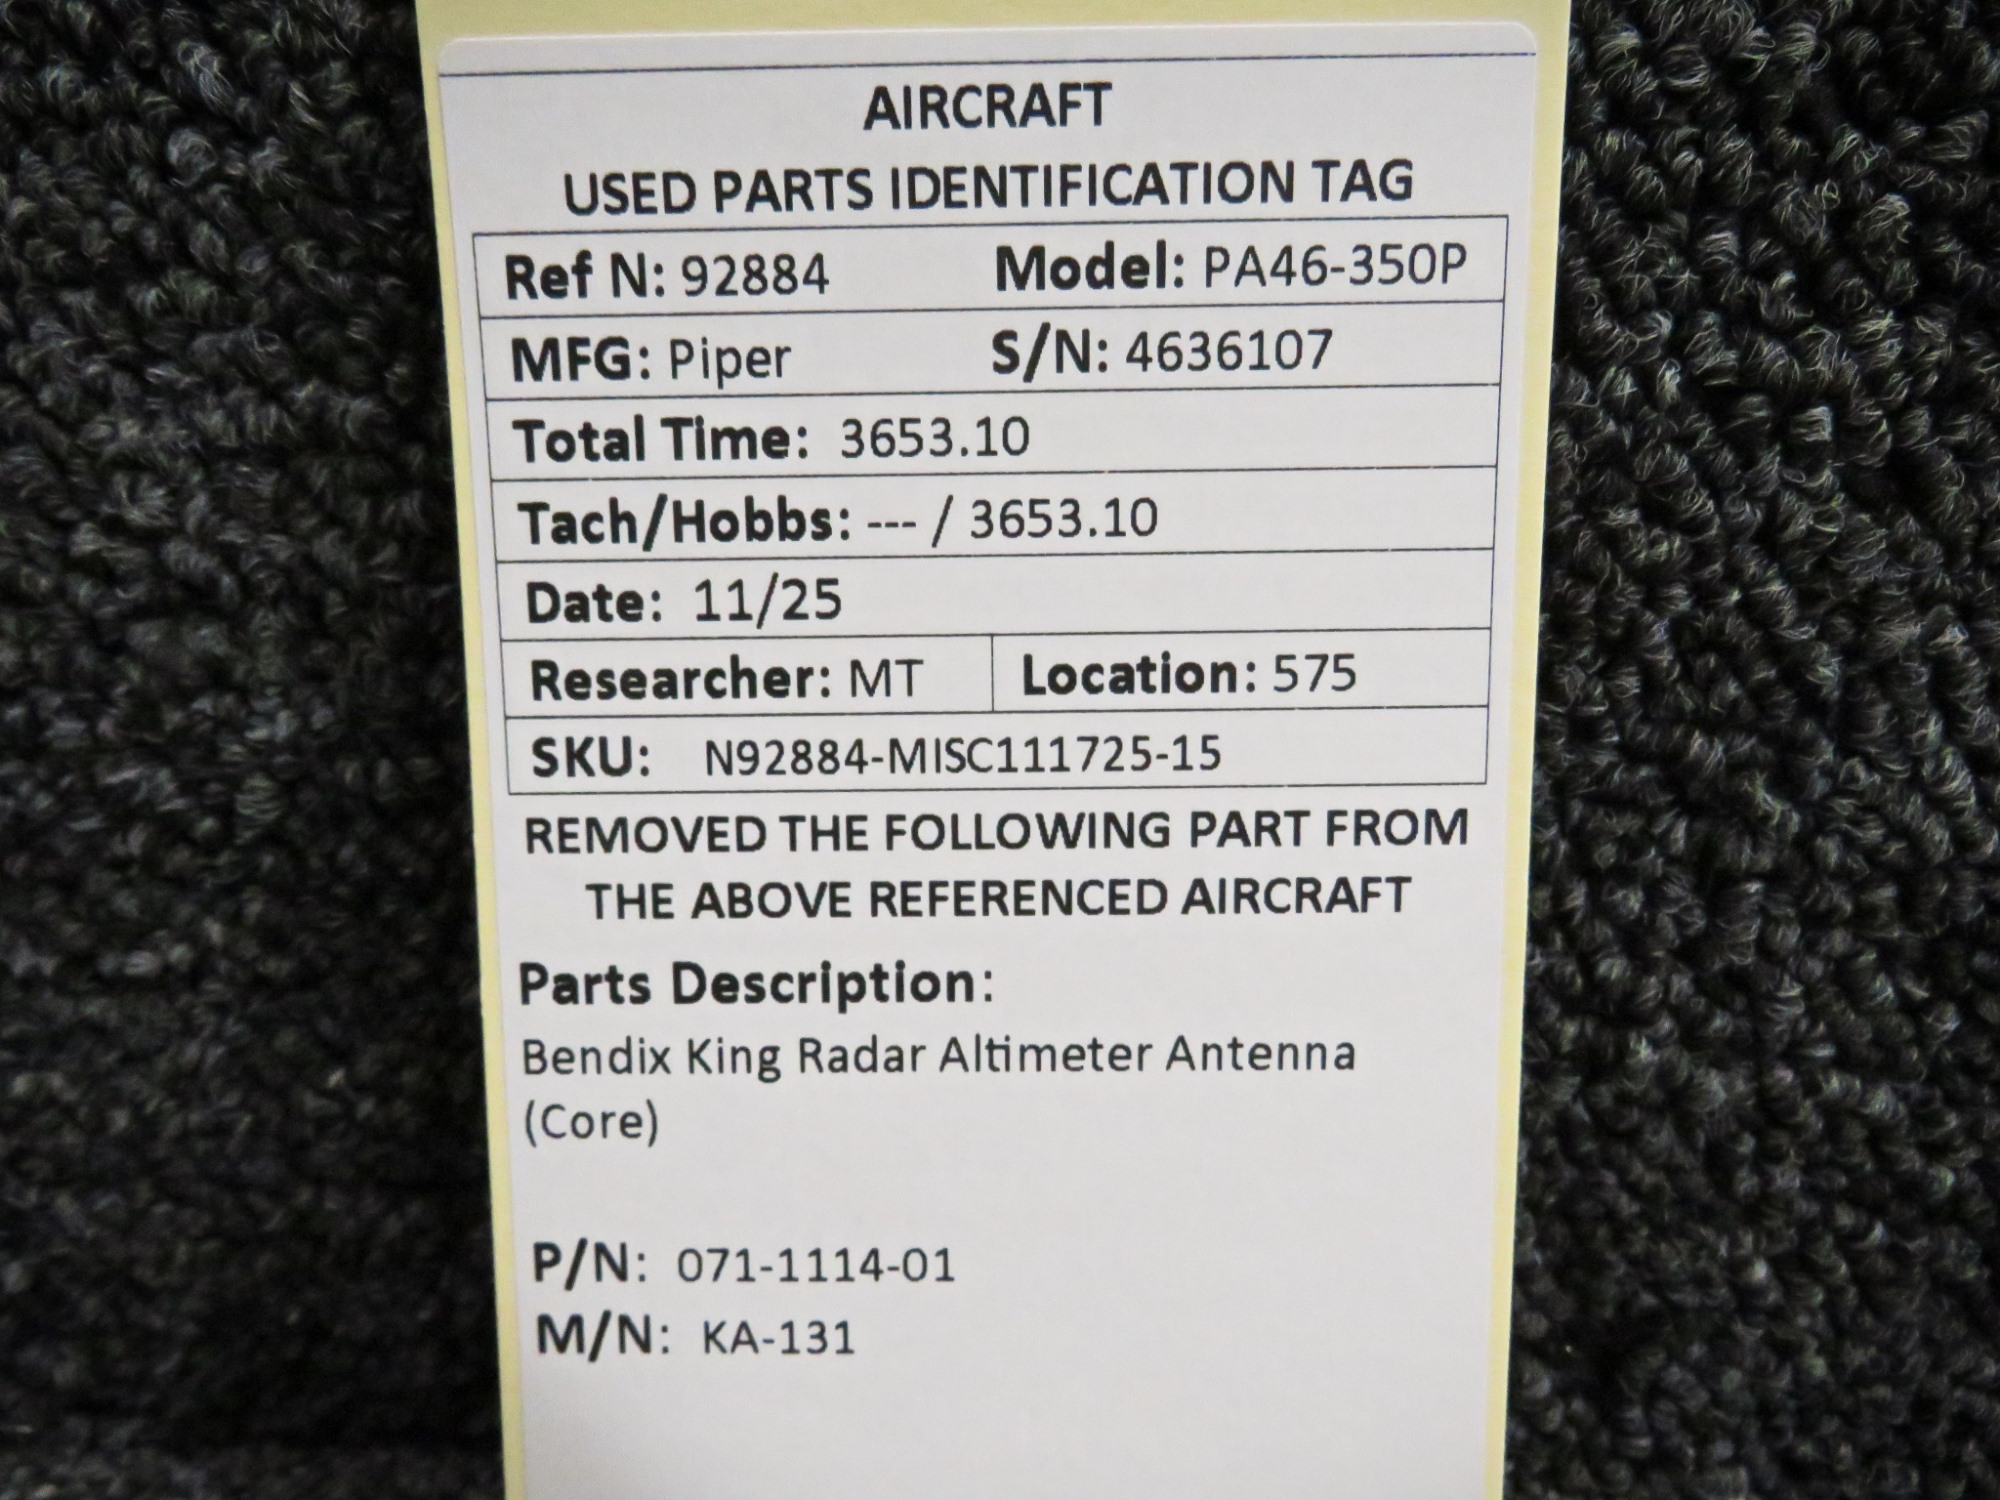 AIRCRAFT
USED PARTS IDENTIFICATION TAG
Ref N: 92884 Model: PA46-350P
MFG: Piper S/N: 4636107
Total Time: 3653.10
Tach/Hobbs: --- / 3653.10
Date: 11/25
Researcher: MT Location: 575
SKU: N92884-MISC111725-15
REMOVED THE FOLLOWING PART FROM
THE ABOVE REFERENCED AIRCRAFT
Parts Description:
Bendix King Radar Altimeter Antenna
(Core)
P/N: 071-1114-01
M/N: KA-131